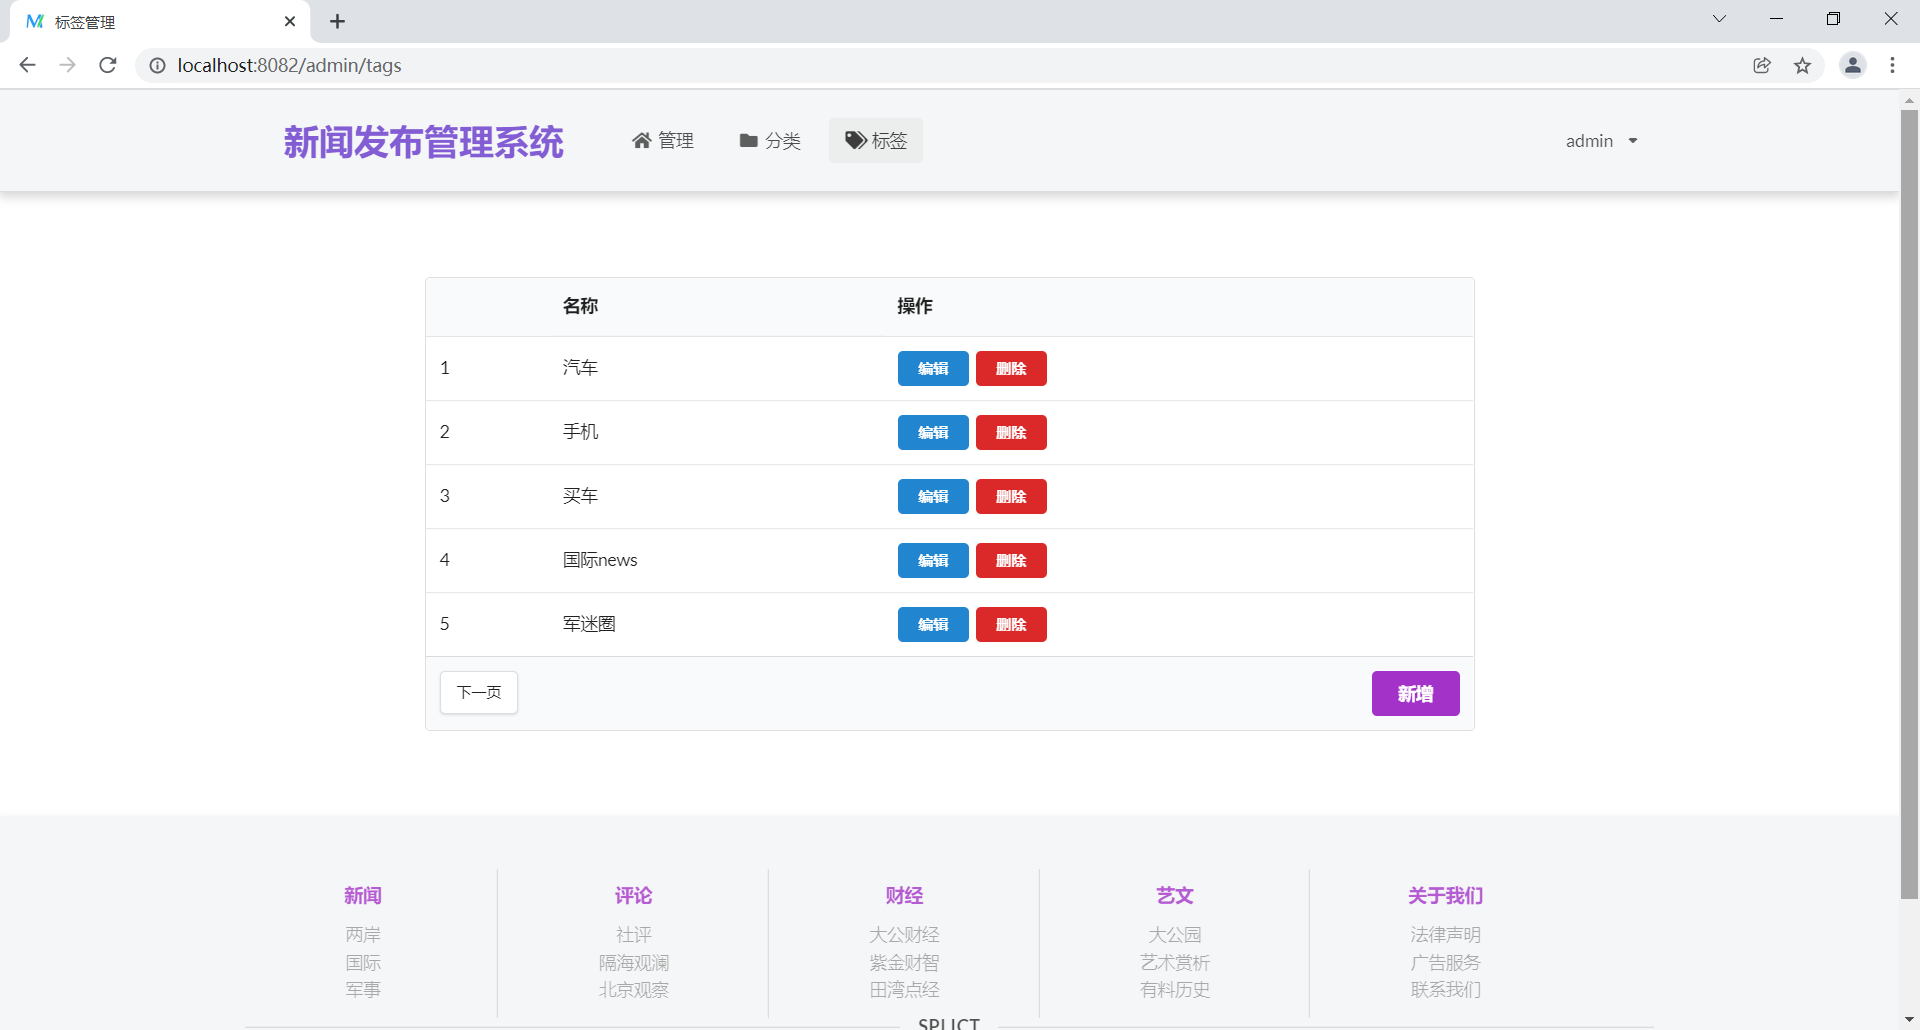 标签管理
localhost:8082/admin/tags
新闻发布管理系统 管理 分类 标签 admin
名称 操作
1 汽车 编辑 删除
2 手机 编辑 删除
3 买车 编辑 删除
4 国际news 编辑 删除
5 军迷圈 编辑 删除
下一页 新增
新闻 评论 财经 艺文 关于我们
两岸 社评 大公财经 大公园 法律声明
国际 隔海观澜 紫金财智 艺术赏析 广告服务
军事 北京观察 田湾点经 有料历史 联系我们
SPLICT